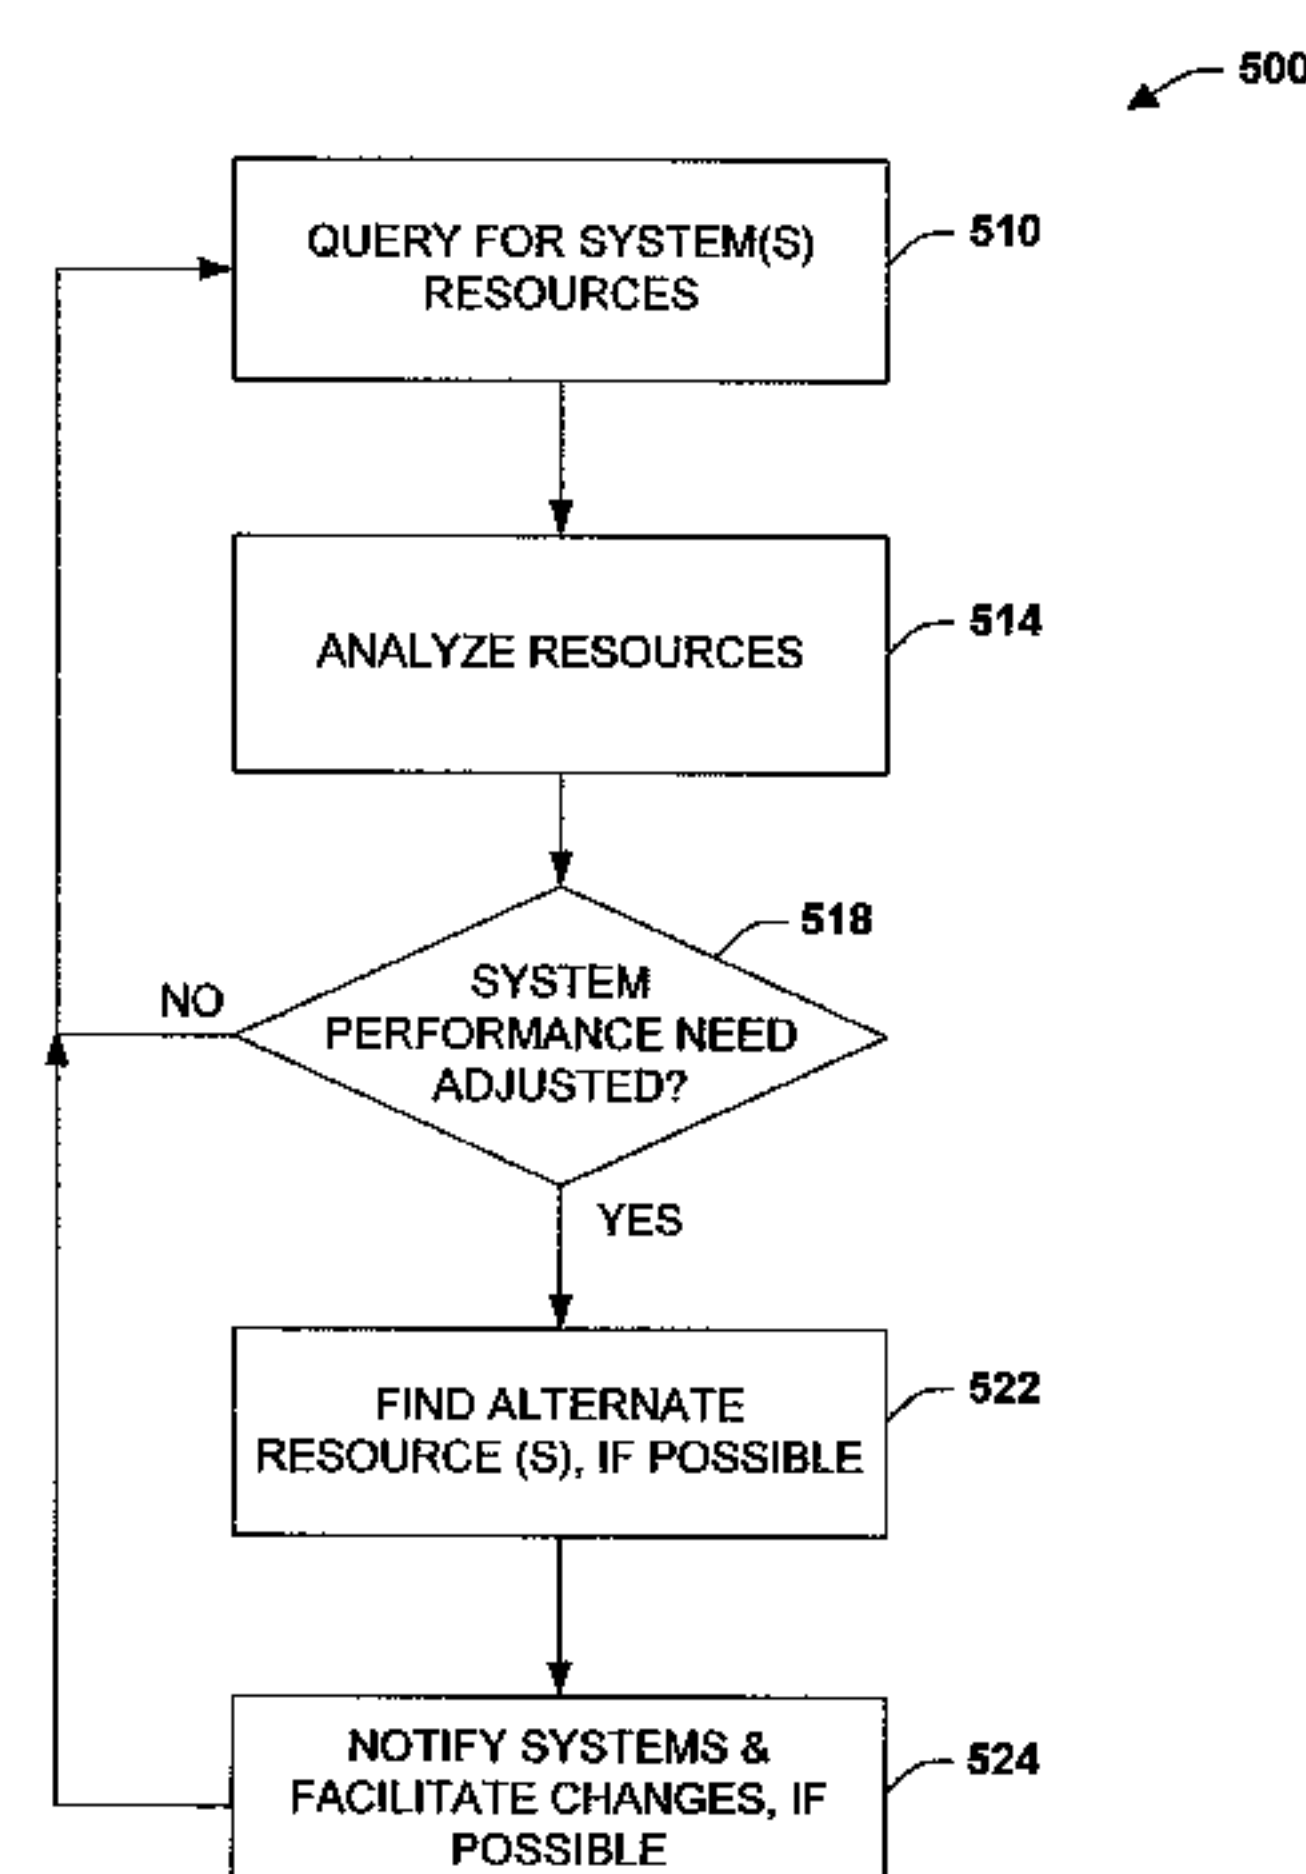 500
QUERY FOR SYSTEM(S)
RESOURCES
510
ANALYZE RESOURCES
514
518
SYSTEM
PERFORMANCE NEED
ADJUSTED?
NO
YES
FIND ALTERNATE
RESOURCE (S), IF POSSIBLE
522
NOTIFY SYSTEMS &
FACILITATE CHANGES, IF
POSSIBLE
524